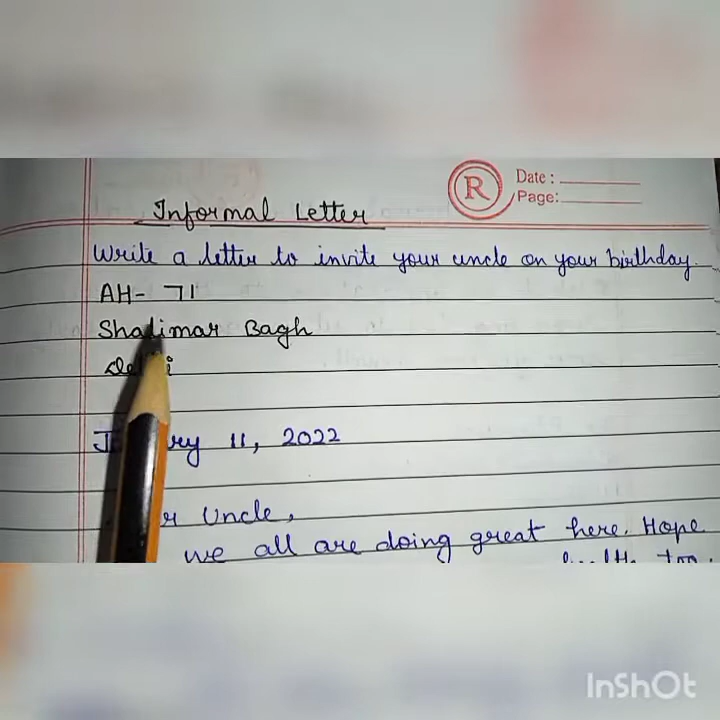 R
Date :
Page:
Informal Letter
Write a letter to invite your uncle on your birthday.
AH- 71
Shalimar Bagh
11, 2022
Uncle,
we all are doing great here. Hope
too.
InShOt